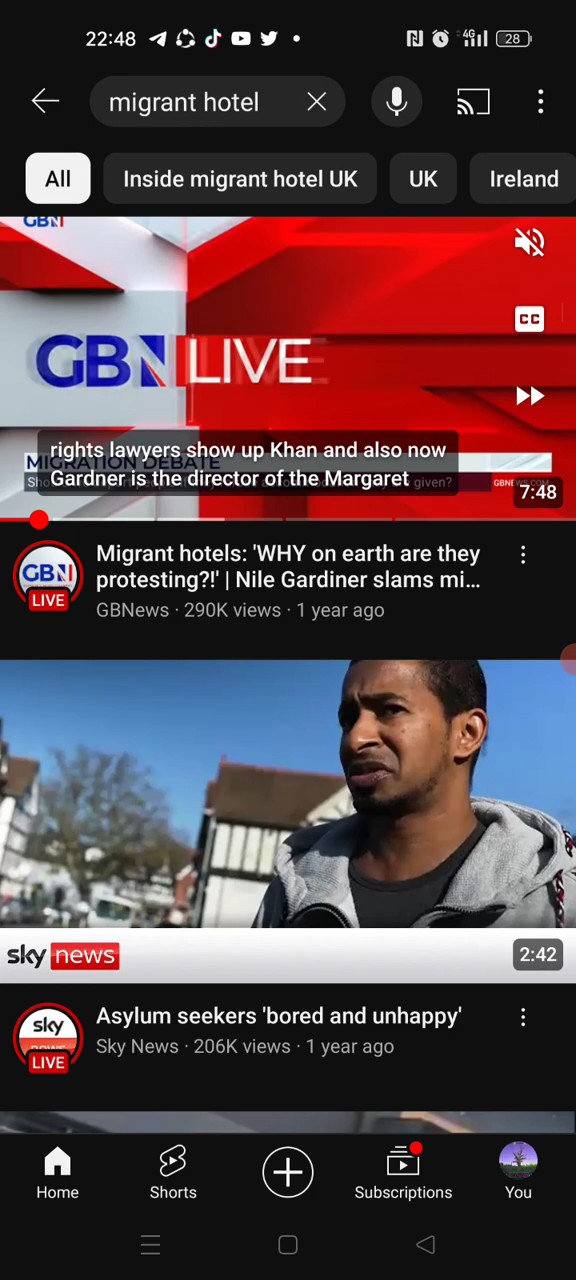 22:48
4G
28
migrant hotel
All
Inside migrant hotel UK
UK
Ireland
GBN
GBN LIVE
rights lawyers show up Khan and also now
MIGRATION DEBATE
Gardner is the director of the Margaret
given?
GBNEWS.COM
7:48
CC
GBN
LIVE
Migrant hotels: 'WHY on earth are they
protesting?!' | Nile Gardiner slams mi...
GBNews · 290K views · 1 year ago
sky news
2:42
sky
news
LIVE
Asylum seekers 'bored and unhappy'
Sky News · 206K views · 1 year ago
Home
Shorts
Subscriptions
You